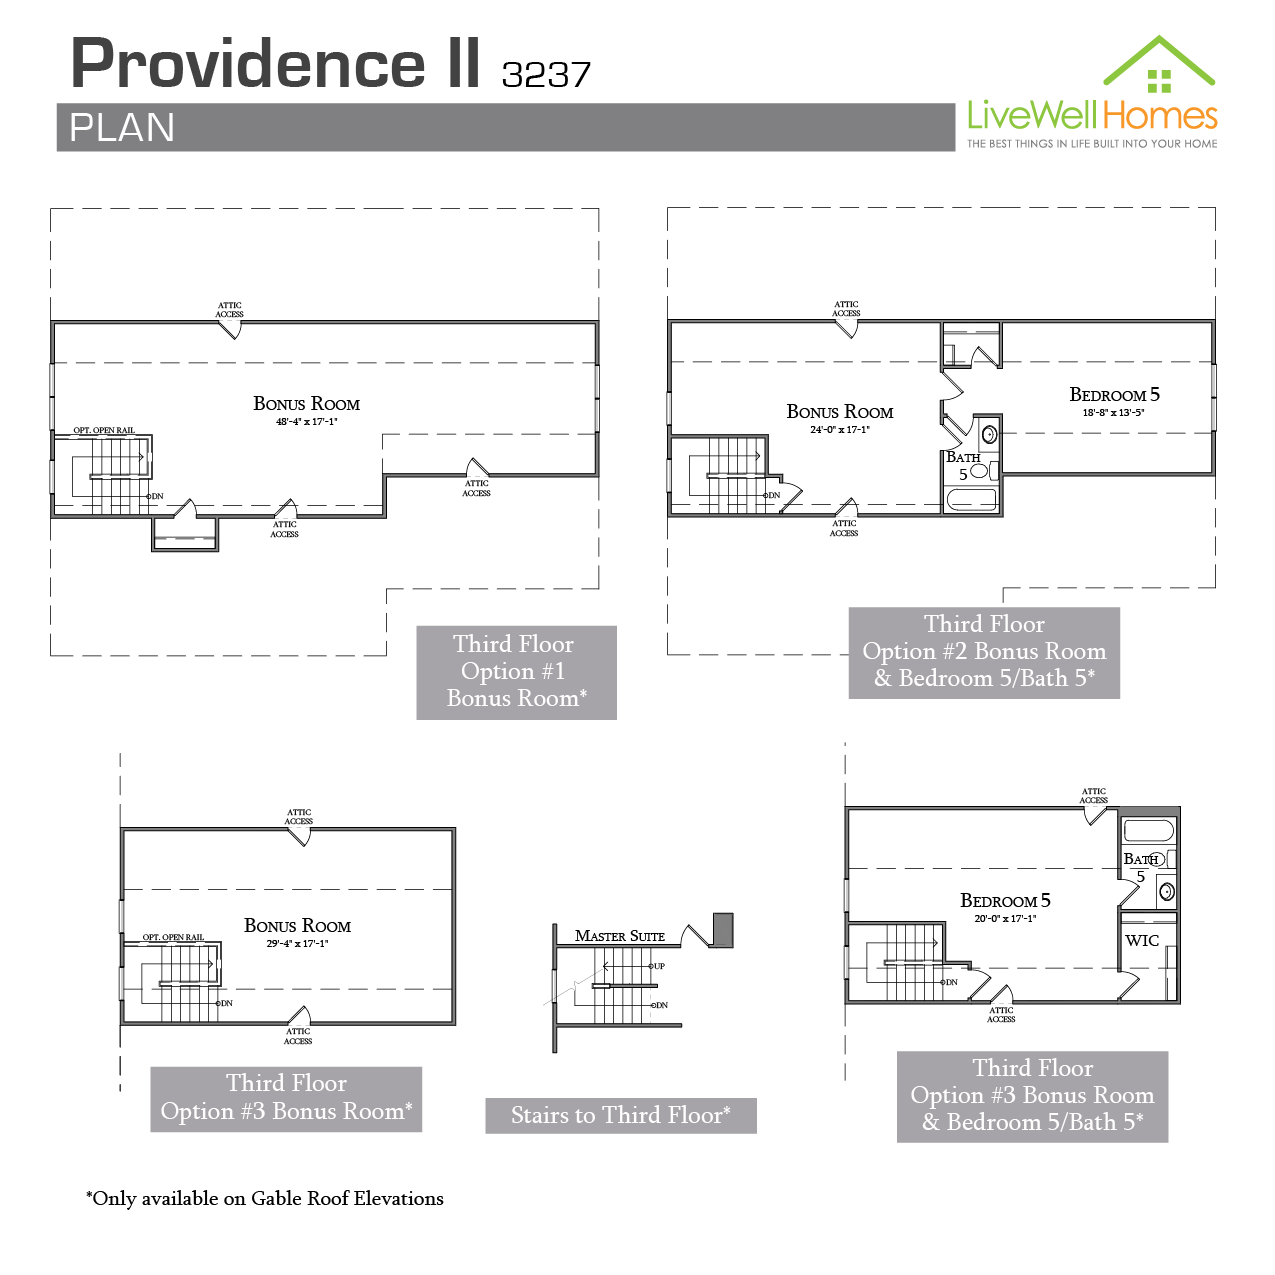 Providence II 3237
PLAN
LiveWell Homes
THE BEST THINGS IN LIFE BUILT INTO YOUR HOME
ATTIC
ACCESS
BONUS ROOM
48'-4" x 17'-1"
OPT. OPEN RAIL
DN
ATTIC
ACCESS
ATTIC
ACCESS
Third Floor
Option #1
Bonus Room*
ATTIC
ACCESS
BONUS ROOM
24'-0" x 17-1"
BEDROOM 5
18'-8" x 13'-5"
BATH
5
DN
ATTIC
ACCESS
Third Floor
Option #2 Bonus Room
& Bedroom 5/Bath 5*
ATTIC
ACCESS
BONUS ROOM
29'-4" x 17'-1"
OPT. OPEN RAIL
DN
ATTIC
ACCESS
Third Floor
Option #3 Bonus Room*
MASTER SUITE
UP
DN
Stairs to Third Floor*
ATTIC
ACCESS
BATH
5
BEDROOM 5
20'-0" x 17'-1"
WIC
DN
ATTIC
ACCESS
Third Floor
Option #3 Bonus Room
& Bedroom 5/Bath 5*
*Only available on Gable Roof Elevations